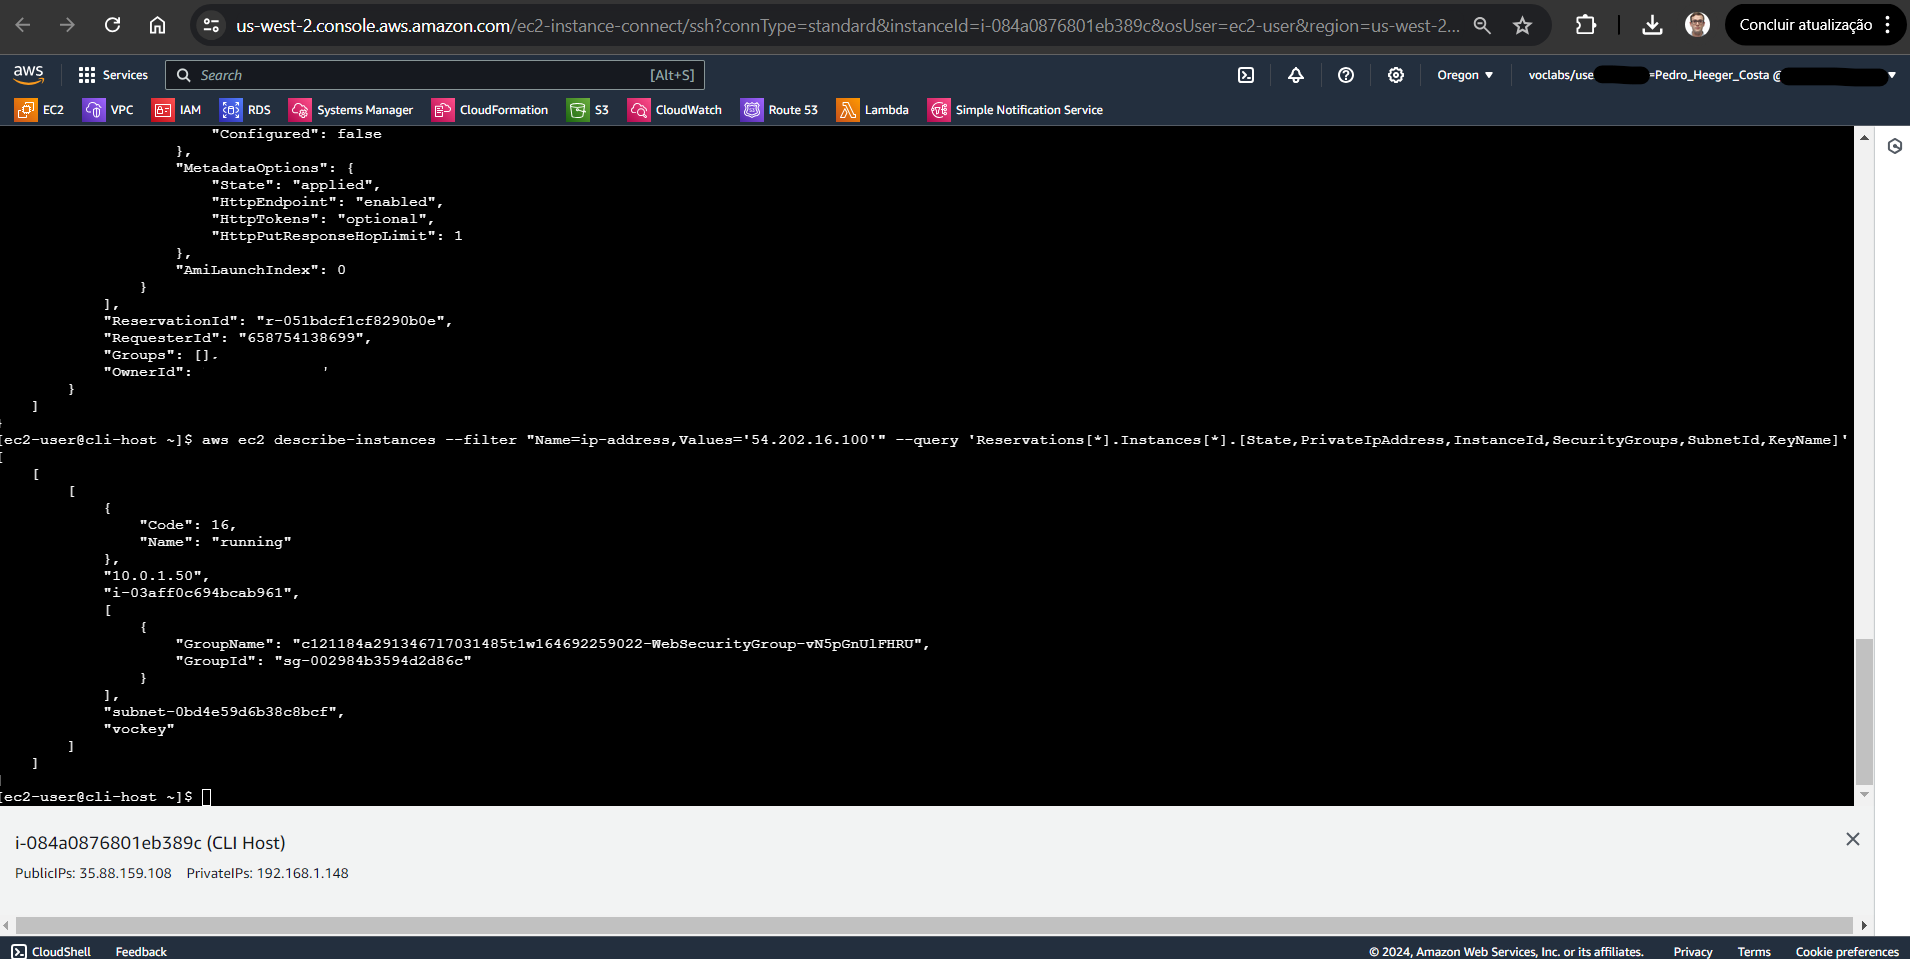 us-west-2.console.aws.amazon.com/ec2-instance-connect/ssh?connType=standard&instanceId=i-084a0876801eb389c&osUser=ec2-user&region=us-west-2... Concluir atualização
aws Services Search [Alt+S] Oregon voclabs/use =Pedro_Heeger_Costa @
EC2 VPC IAM RDS Systems Manager CloudFormation S3 CloudWatch Route 53 Lambda Simple Notification Service
"Configured": false
},
"MetadataOptions": {
"State": "applied",
"HttpEndpoint": "enabled",
"HttpTokens": "optional",
"HttpPutResponseHopLimit": 1
},
"AmiLaunchIndex": 0
}
],
"ReservationId": "r-051bdcf1cf8290b0e",
"RequesterId": "658754138699",
"Groups": [],
"OwnerId":
}
]
}
[ec2-user@cli-host ~]$ aws ec2 describe-instances --filter "Name=ip-address,Values='54.202.16.100'" --query 'Reservations[*].Instances[*].[State,PrivateIpAddress,InstanceId,SecurityGroups,SubnetId,KeyName]'
[
[
[
{
"Code": 16,
"Name": "running"
},
"10.0.1.50",
"i-03aff0c694bcab961",
[
{
"GroupName": "c121184a2913467l7031485t1w164692259022-WebSecurityGroup-vN5pGnUlFHRU",
"GroupId": "sg-002984b3594d2d86c"
}
],
"subnet-0bd4e59d6b38c8bcf",
"vockey"
]
]
]
[ec2-user@cli-host ~]$
i-084a0876801eb389c (CLI Host)
PublicIPs: 35.88.159.108 PrivateIPs: 192.168.1.148
CloudShell Feedback © 2024, Amazon Web Services, Inc. or its affiliates. Privacy Terms Cookie preferences